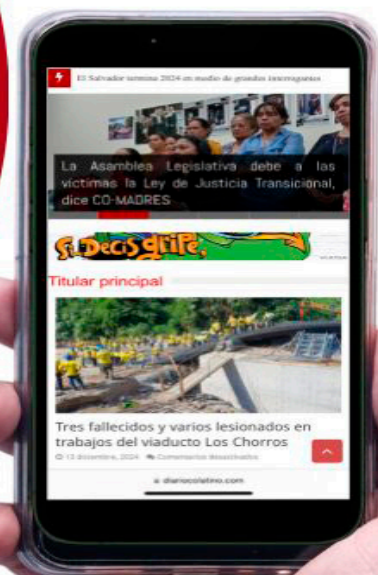 El Salvador termina 2024 en medio de grandes interrogantes
La Asamblea Legislativa debe a las
víctimas la Ley de Justicia Transicional,
dice CO-MADRES
Si Decís gripe,
Titular principal
Tres fallecidos y varios lesionados en
trabajos del viaducto Los Chorros
diciembre, 2024 Comentarios desactivados
diariocolatino.com